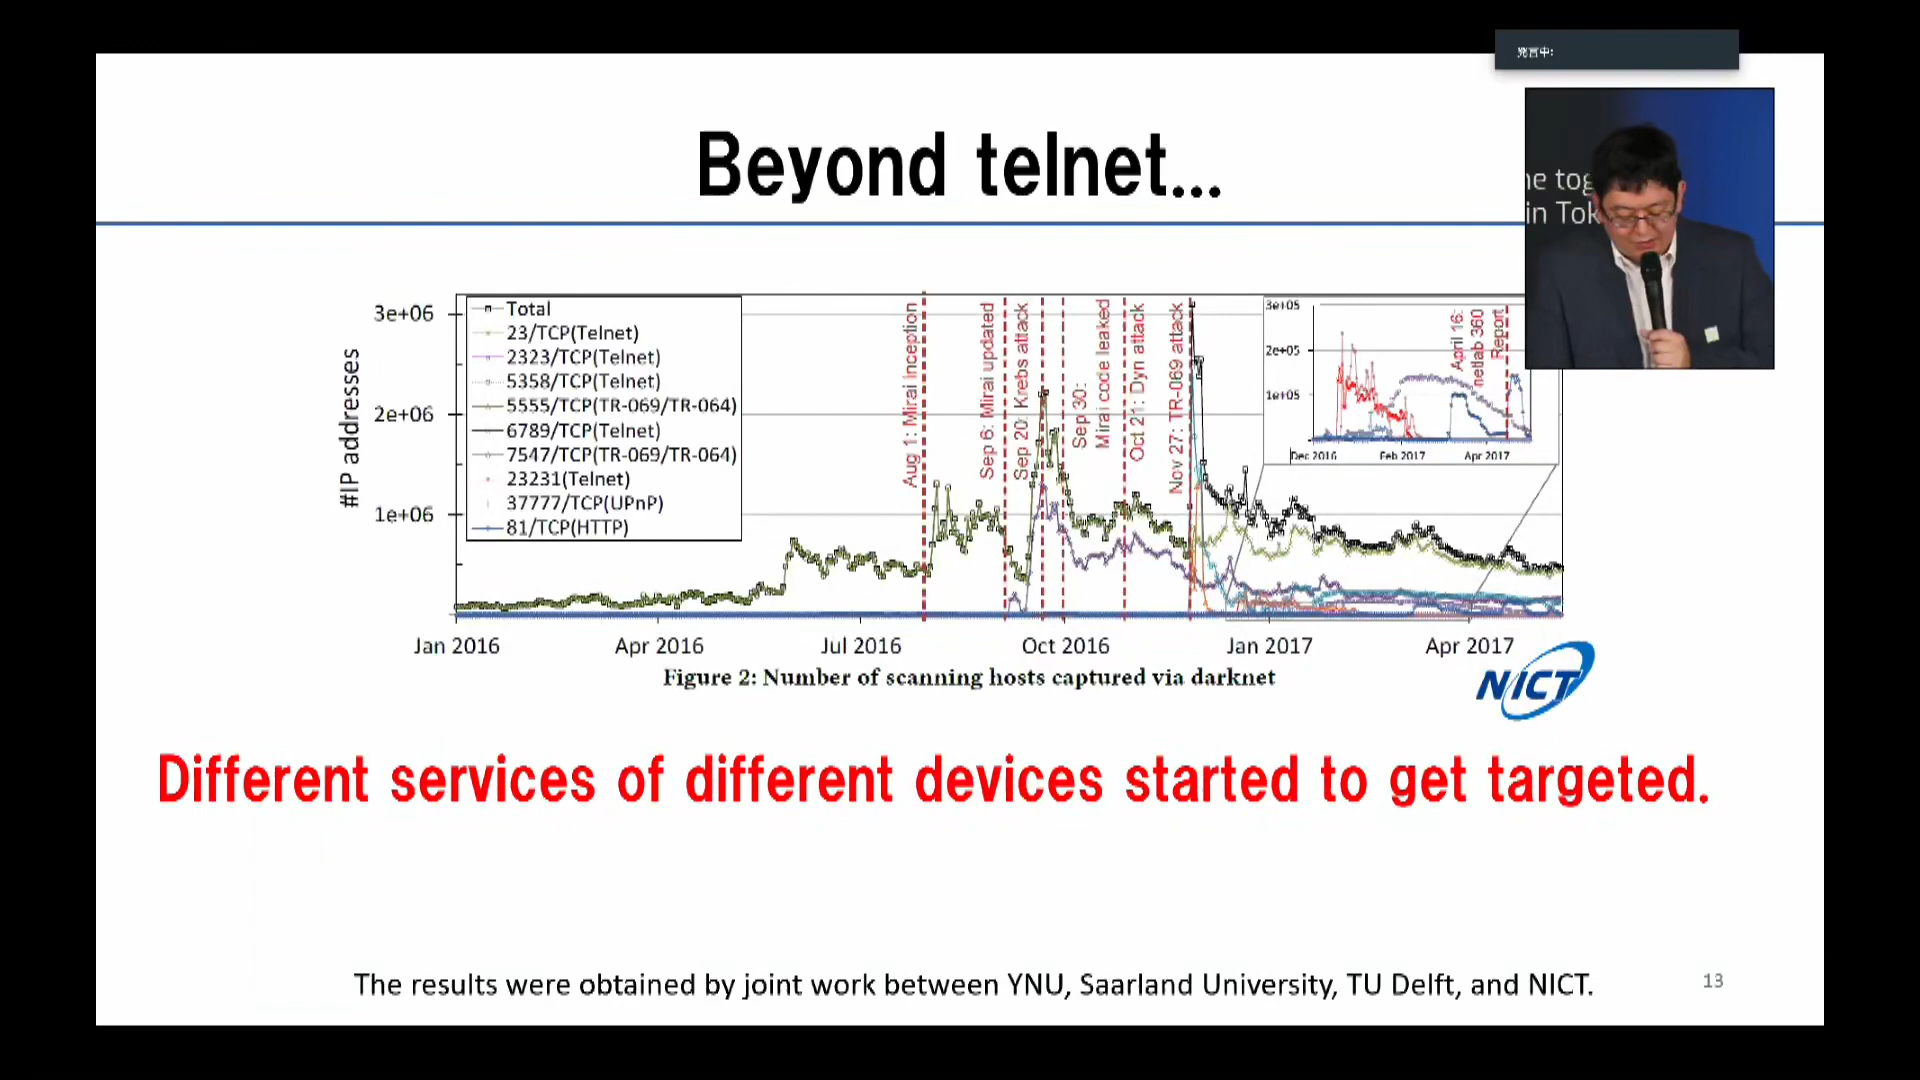 発言中:
Beyond telnet...
ne tog
in Tok
#IP addresses
3e+06
2e+06
1e+06
Total
23/TCP(Telnet)
2323/TCP(Telnet)
5358/TCP(Telnet)
5555/TCP(TR-069/TR-064)
6789/TCP(Telnet)
7547/TCP(TR-069/TR-064)
23231(Telnet)
37777/TCP(UPnP)
81/TCP(HTTP)
Aug 1: Mirai Inception
Sep 6: Mirai updated
Sep 20: Krebs attack
Sep 30:
Mirai code leaked
Oct 21: Dyn attack
Nov 27: TR-069 attack
3e+05
2e+05
1e+05
April 16:
netlab 360
Report
Dec 2016 Feb 2017 Apr 2017
Jan 2016 Apr 2016 Jul 2016 Oct 2016 Jan 2017 Apr 2017
Figure 2: Number of scanning hosts captured via darknet
NICT
Different services of different devices started to get targeted.
The results were obtained by joint work between YNU, Saarland University, TU Delft, and NICT.
13